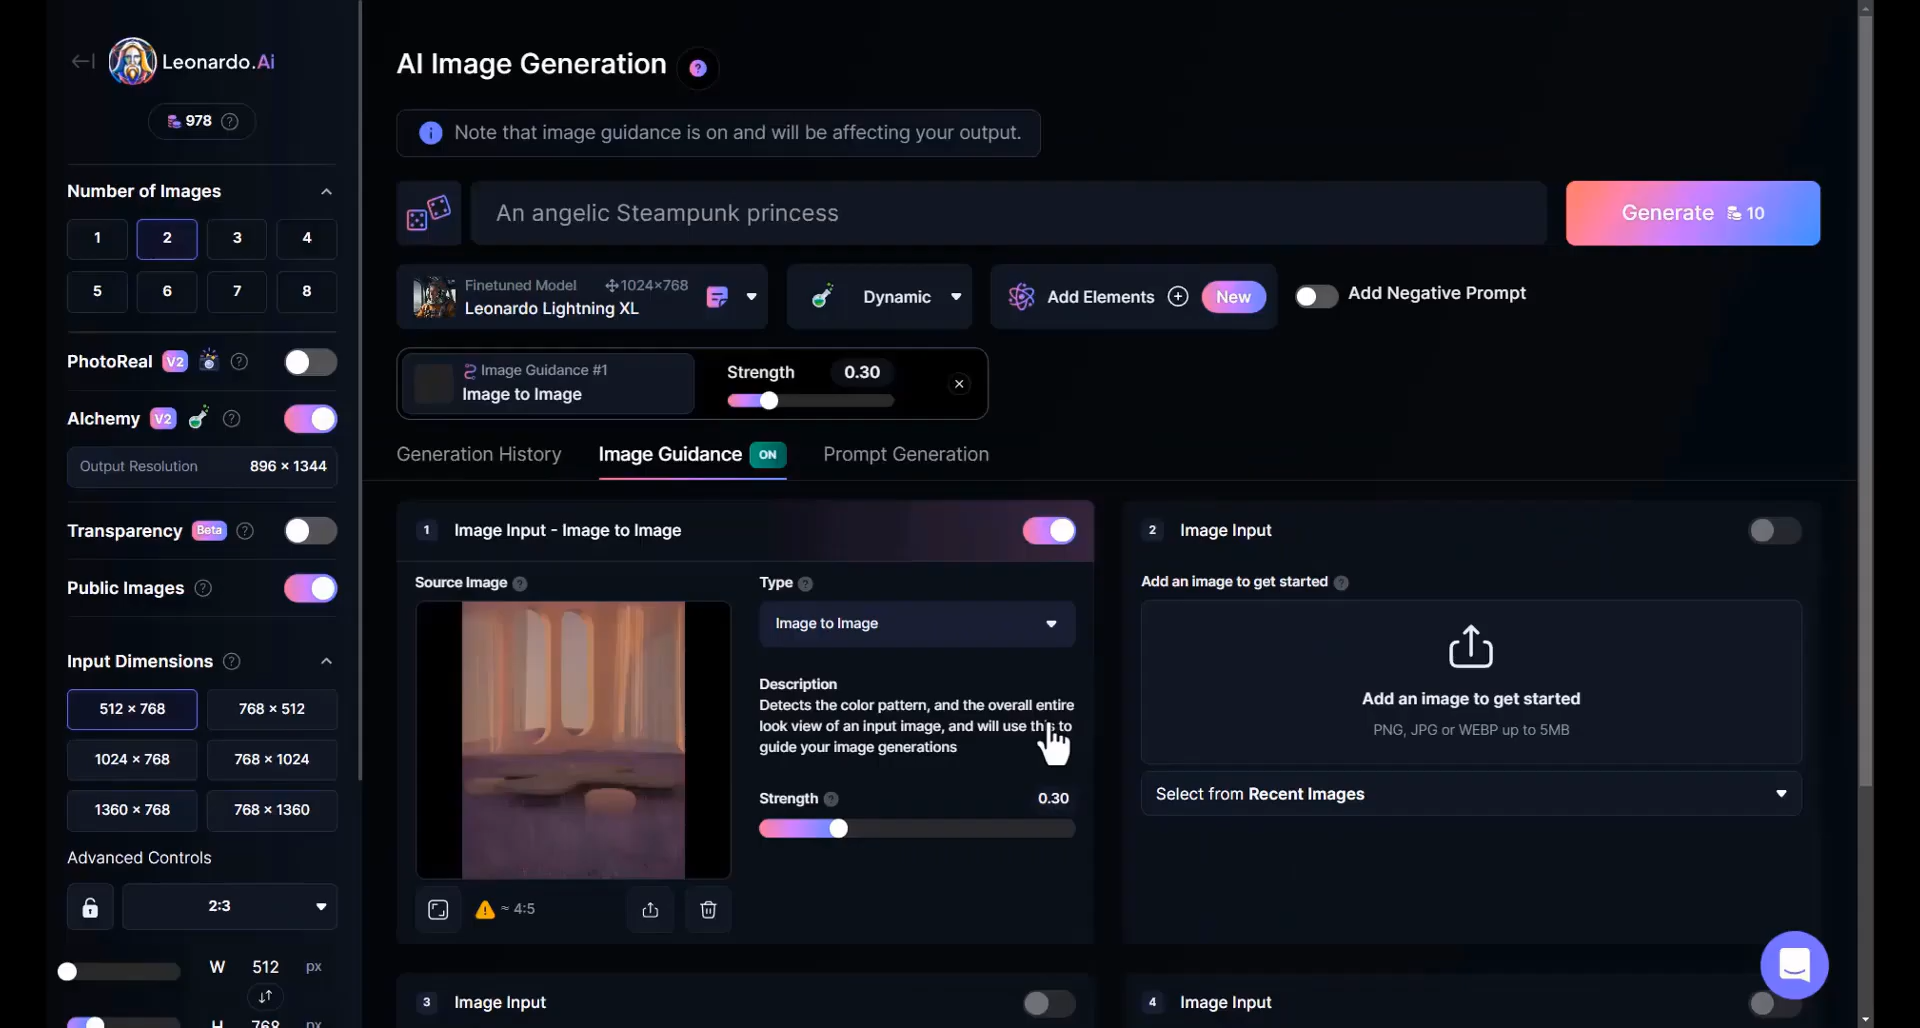 Leonardo.Ai
978
Number of Images
1 2 3 4
5 6 7 8
PhotoReal V2
Alchemy V2
Output Resolution 896 × 1344
Transparency Beta
Public Images
Input Dimensions
512 × 768 768 × 512
1024 × 768 768 × 1024
1360 × 768 768 × 1360
Advanced Controls
2:3
W 512 px
H 768 px
AI Image Generation
Note that image guidance is on and will be affecting your output.
An angelic Steampunk princess
Generate 10
Finetuned Model 1024×768
Leonardo Lightning XL
Dynamic
Add Elements New
Add Negative Prompt
Image Guidance #1
Image to Image
Strength 0.30
Generation History Image Guidance ON Prompt Generation
1 Image Input - Image to Image
Source Image
Type
Image to Image
Description
Detects the color pattern, and the overall entire
look view of an input image, and will use this to
guide your image generations
Strength 0.30
≈ 4:5
2 Image Input
Add an image to get started
Add an image to get started
PNG, JPG or WEBP up to 5MB
Select from Recent Images
3 Image Input
4 Image Input